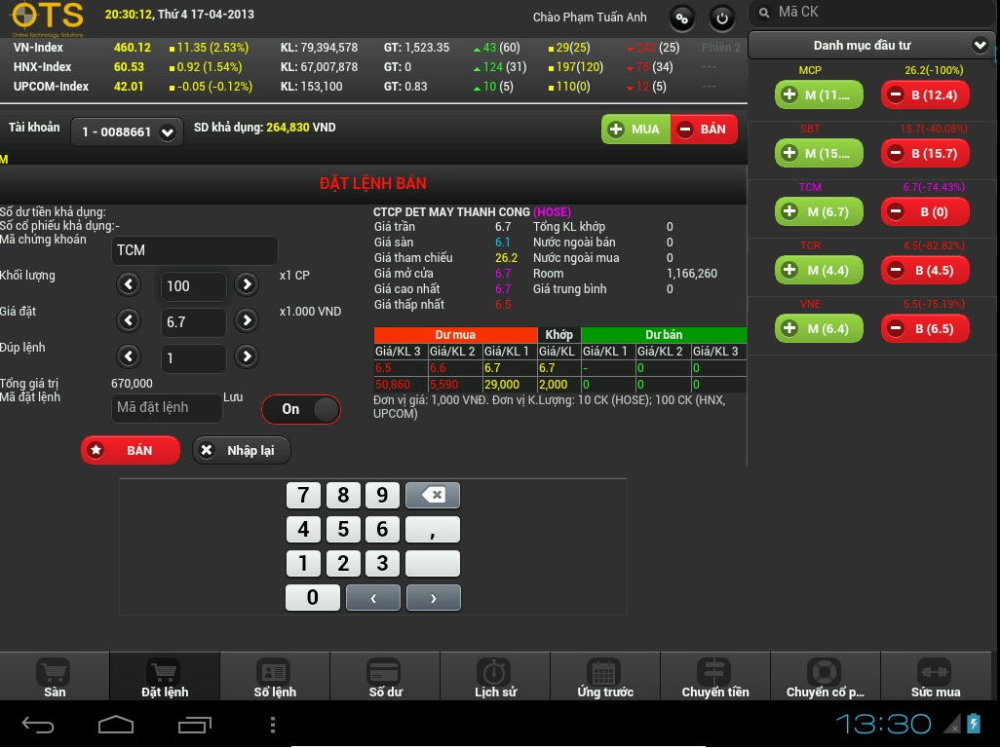 OTS
Online Technology Solutions
20:30:12, Thứ 4 17-04-2013
Chào Phạm Tuấn Anh
Mã CK
VN-Index 460.12 11.35 (2.53%) KL: 79,394,578 GT: 1,523.35 43 (60) 29(25) 242 (25) Phiên 2
HNX-Index 60.53 0.92 (1.54%) KL: 67,007,878 GT: 0 124 (31) 197(120) 75 (34) ---
UPCOM-Index 42.01 -0.05 (-0.12%) KL: 153,100 GT: 0.83 10 (5) 110(0) 12 (5) ---
Danh mục đầu tư
MCP 26.2(-100%)
M (11.... B (12.4)
SBT 15.7(-40.08%)
M (15.... B (15.7)
TCM 6.7(-74.43%)
M (6.7) B (0)
TCR 4.5(-82.82%)
M (4.4) B (4.5)
VNE 6.5(-75.19%)
M (6.4) B (6.5)
Tài khoản 1 - 0088661 SD khả dụng: 264,830 VND MUA BÁN
M
ĐẶT LỆNH BÁN
Số dư tiền khả dụng:
Số cổ phiếu khả dụng:-
Mã chứng khoán TCM
Khối lượng 100 x1 CP
Giá đặt 6.7 x1.000 VND
Đúp lệnh 1
Tổng giá trị 670,000
Mã đặt lệnh Mã đặt lệnh Lưu On
BÁN Nhập lại
CTCP DET MAY THANH CONG (HOSE)
Giá trần 6.7 Tổng KL khớp 0
Giá sàn 6.1 Nước ngoài bán 0
Giá tham chiếu 26.2 Nước ngoài mua 0
Giá mở cửa 6.7 Room 1,166,260
Giá cao nhất 6.7 Giá trung bình 0
Giá thấp nhất 6.5
Dư mua Khớp Dư bán
Giá/KL 3 Giá/KL 2 Giá/KL 1 Giá/KL Giá/KL 1 Giá/KL 2 Giá/KL 3
6.5 6.6 6.7 6.7 - 0 0
50,860 5,590 29,000 2,000 0 0 0
Đơn vị giá: 1,000 VNĐ. Đơn vị K.Lượng: 10 CK (HOSE); 100 CK (HNX,
UPCOM)
7 8 9
4 5 6 ,
1 2 3
0 ‹ ›
Sàn Đặt lệnh Sổ lệnh Số dư Lịch sử Ứng trước Chuyển tiền Chuyển cổ p... Sức mua
13:30